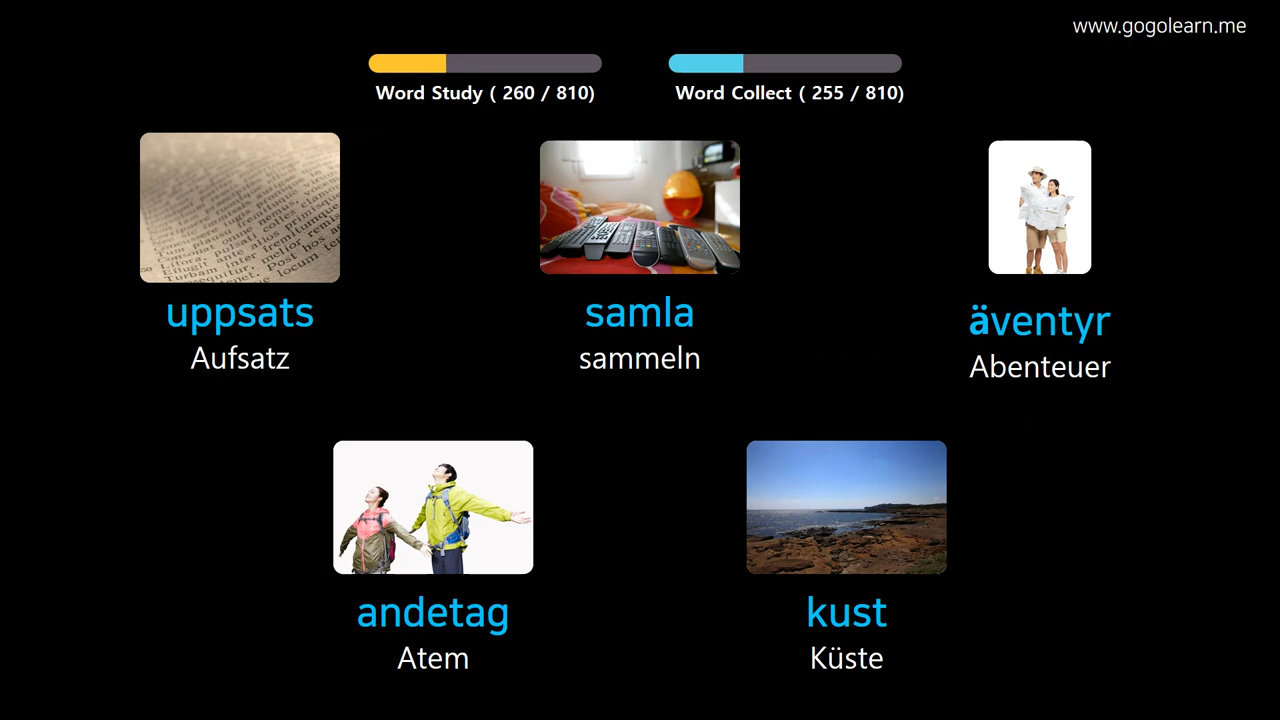 www.gogolearn.me
Word Study ( 260 / 810)
Word Collect ( 255 / 810)
uppsats
Aufsatz
samla
sammeln
äventyr
Abenteuer
andetag
Atem
kust
Küste